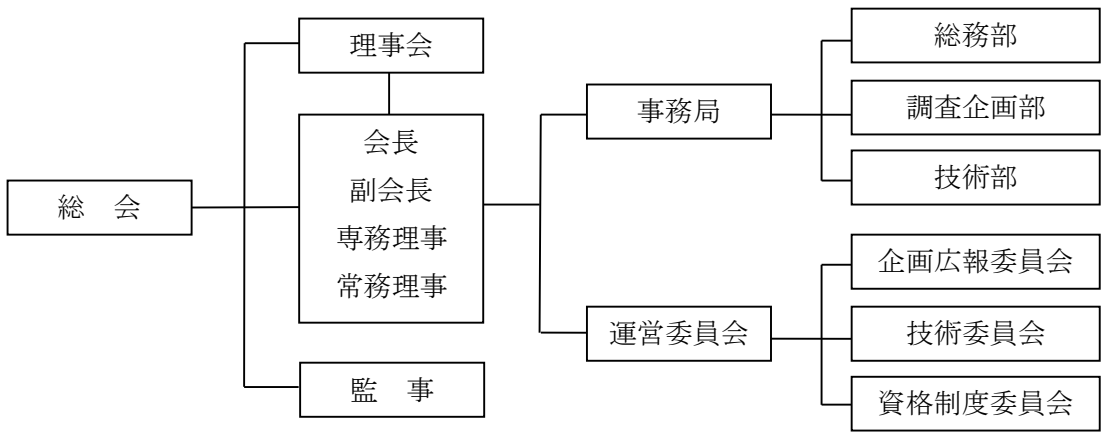 総　会
理事会
会長
副会長
専務理事
常務理事
監　事
事務局
総務部
調査企画部
技術部
運営委員会
企画広報委員会
技術委員会
資格制度委員会